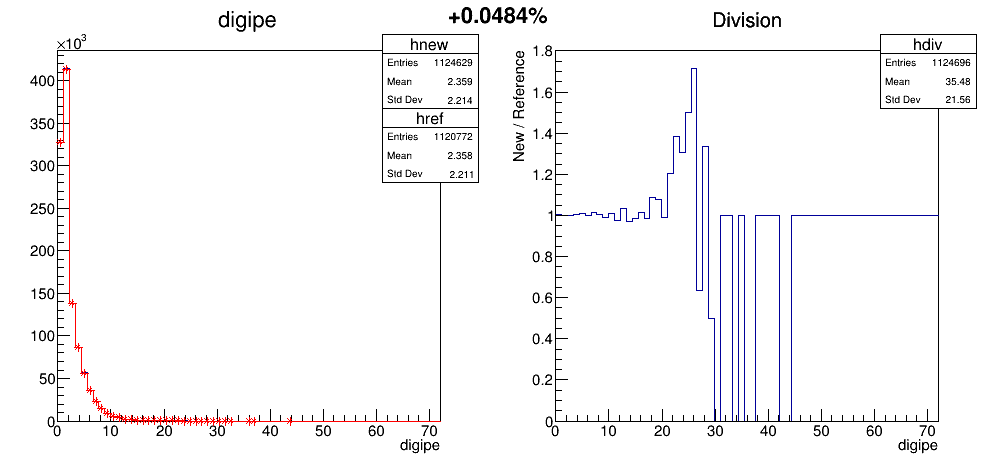 +0.0484%
digipe
×10³
hnew
Entries 1124629
Mean 2.359
Std Dev 2.214
href
Entries 1120772
Mean 2.358
Std Dev 2.211
400
350
300
250
200
150
100
50
0
0 10 20 30 40 50 60 70
digipe
Division
hdiv
Entries 1124696
Mean 35.48
Std Dev 21.56
New / Reference
1.8
1.6
1.4
1.2
1
0.8
0.6
0.4
0.2
0
0 10 20 30 40 50 60 70
digipe